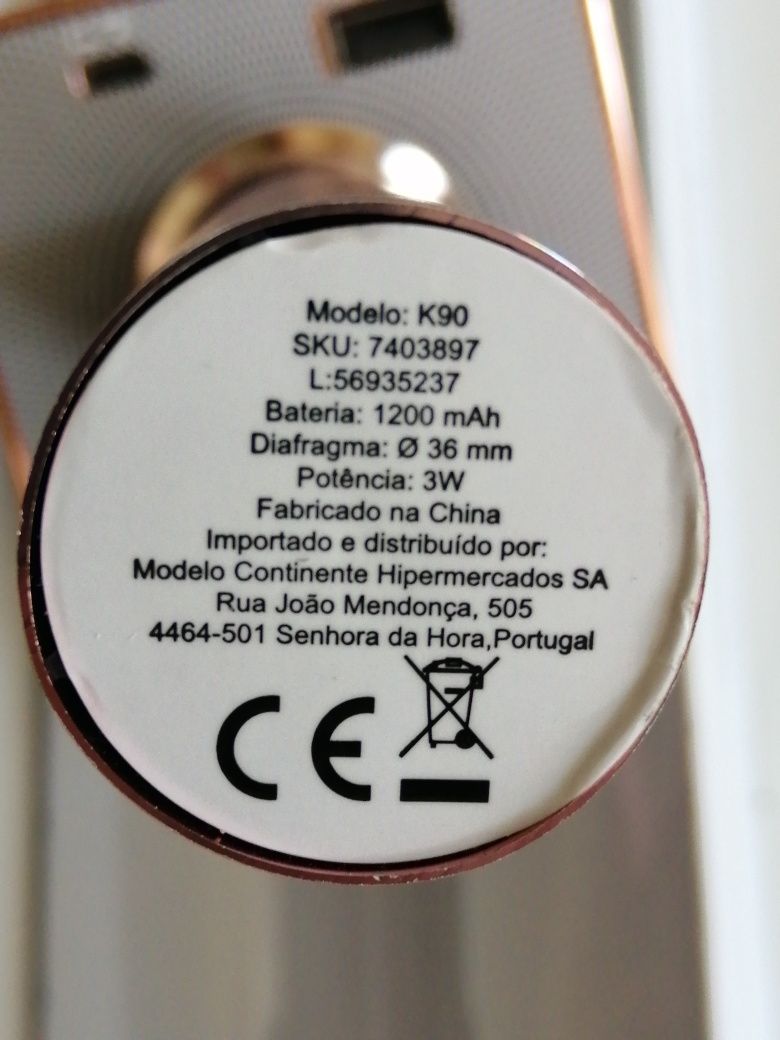 Modelo: K90
SKU: 7403897
L:56935237
Bateria: 1200 mAh
Diafragma: Ø 36 mm
Potência: 3W
Fabricado na China
Importado e distribuído por:
Modelo Continente Hipermercados SA
Rua João Mendonça, 505
4464-501 Senhora da Hora,Portugal
CE